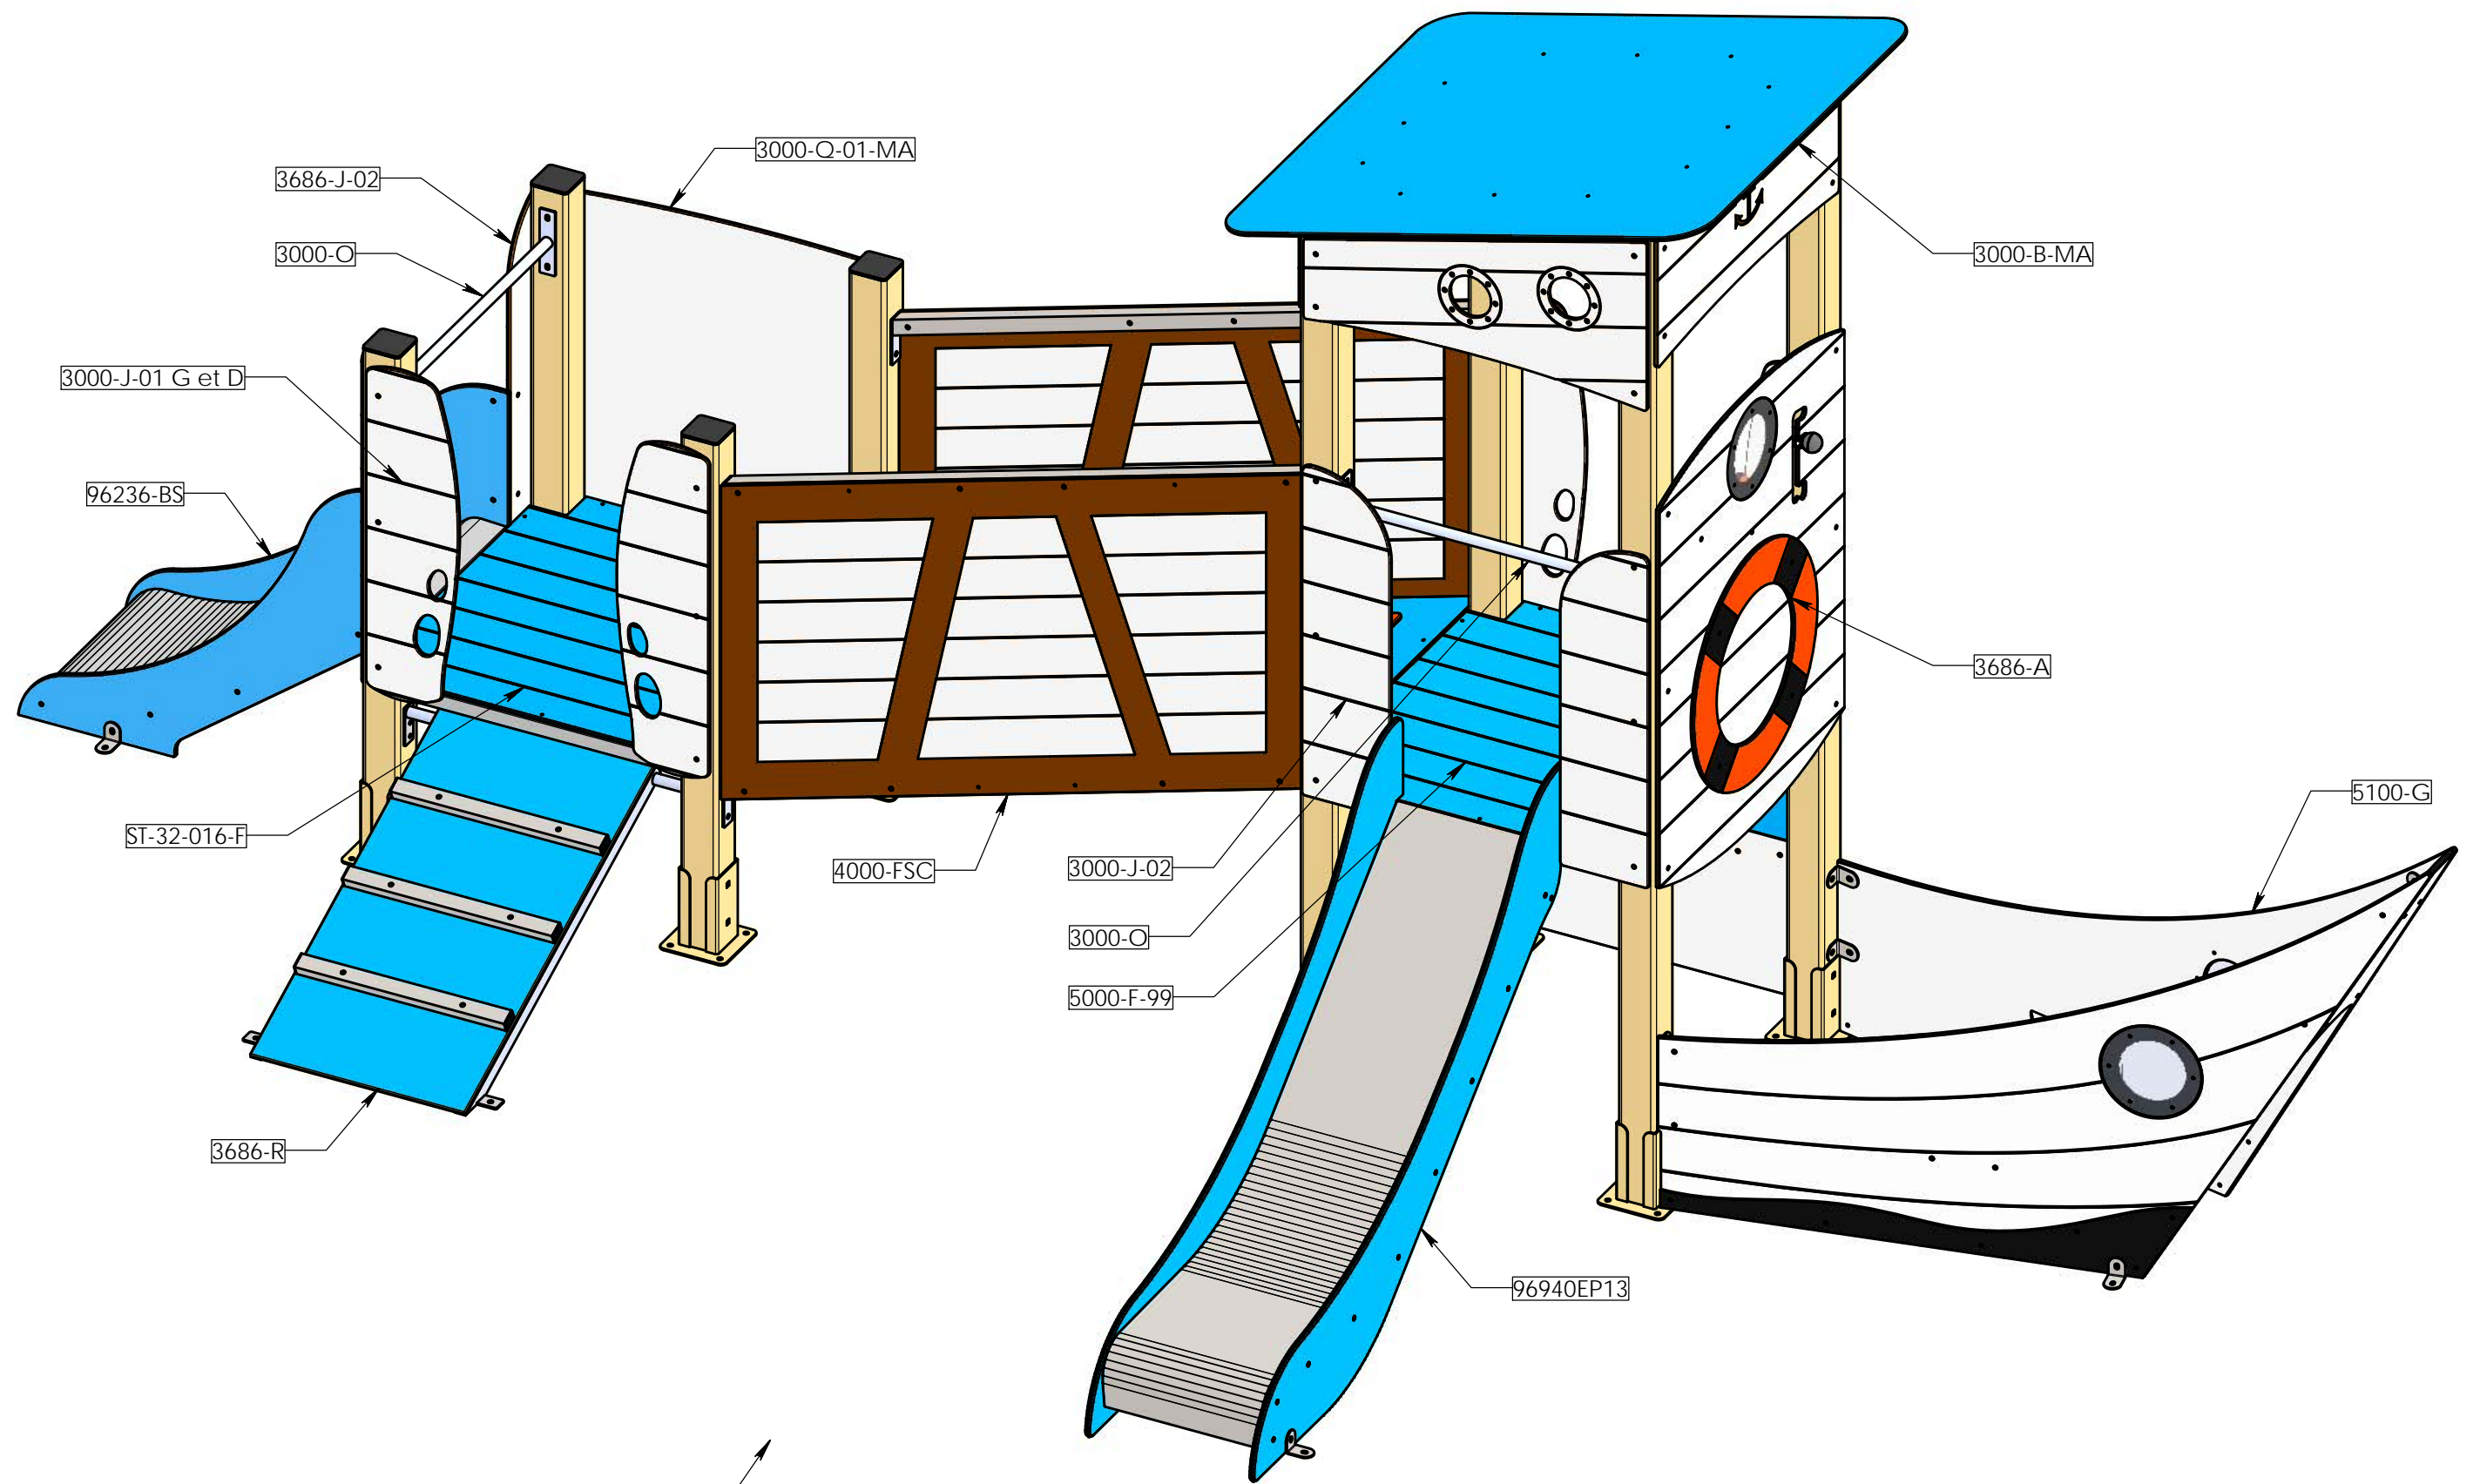 3000-Q-01-MA
3686-J-02
3000-O
3000-B-MA
3000-J-01 G et D
96236-BS
3686-A
5100-G
ST-32-016-F
4000-FSC
3000-J-02
3000-O
5000-F-99
3686-R
96940EP13